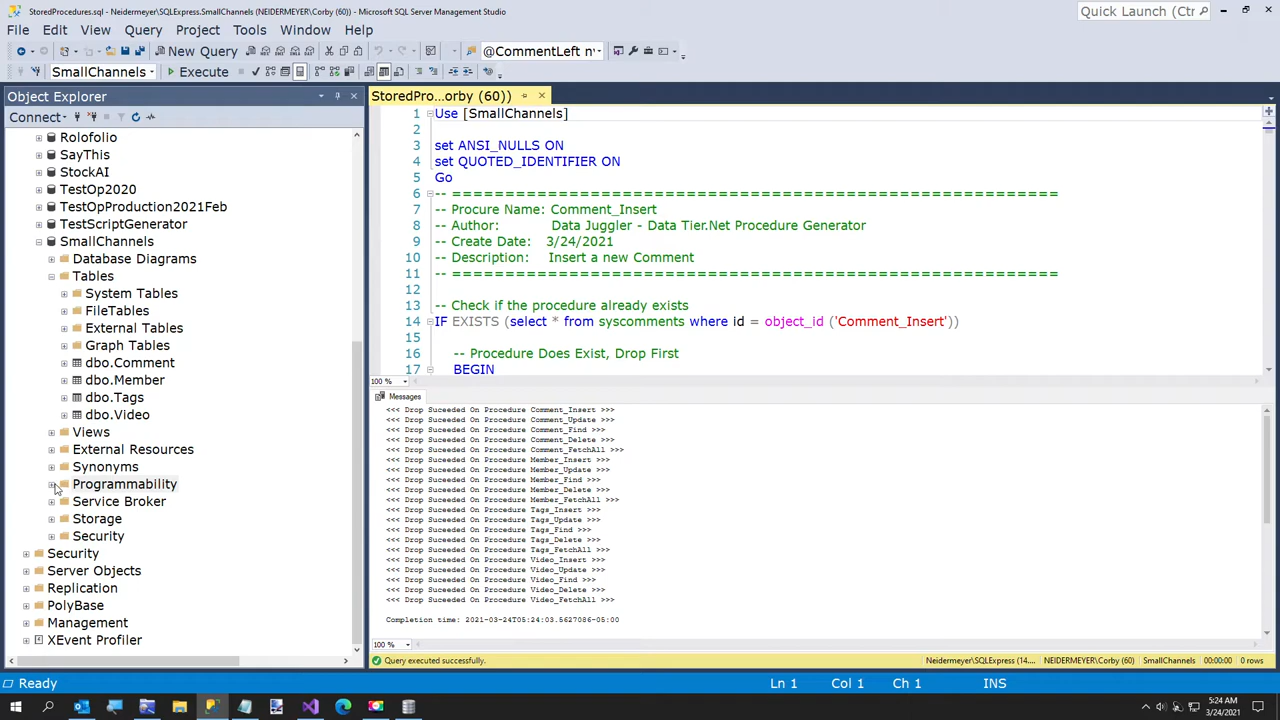 StoredProcedures.sql - Neidermeyer\SQLExpress.SmallChannels (NEIDERMEYER\Corby (60)) - Microsoft SQL Server Management Studio
Quick Launch (Ctr
File Edit View Query Project Tools Window Help
New Query
@CommentLeft n
SmallChannels
Execute
Object Explorer
Connect
Rolofolio
SayThis
StockAI
TestOp2020
TestOpProduction2021Feb
TestScriptGenerator
SmallChannels
Database Diagrams
Tables
System Tables
FileTables
External Tables
Graph Tables
dbo.Comment
dbo.Member
dbo.Tags
dbo.Video
Views
External Resources
Synonyms
Programmability
Service Broker
Storage
Security
Security
Server Objects
Replication
PolyBase
Management
XEvent Profiler
StoredPro...orby (60))
1 Use [SmallChannels]
2
3 set ANSI_NULLS ON
4 set QUOTED_IDENTIFIER ON
5 Go
6 -- =========================================================
7 -- Procure Name: Comment_Insert
8 -- Author: Data Juggler - Data Tier.Net Procedure Generator
9 -- Create Date: 3/24/2021
10 -- Description: Insert a new Comment
11 -- =========================================================
12
13 -- Check if the procedure already exists
14 IF EXISTS (select * from syscomments where id = object_id ('Comment_Insert'))
15
16 -- Procedure Does Exist, Drop First
17 BEGIN
100 %
Messages
<<< Drop Suceeded On Procedure Comment_Insert >>>
<<< Drop Suceeded On Procedure Comment_Update >>>
<<< Drop Suceeded On Procedure Comment_Find >>>
<<< Drop Suceeded On Procedure Comment_Delete >>>
<<< Drop Suceeded On Procedure Comment_FetchAll >>>
<<< Drop Suceeded On Procedure Member_Insert >>>
<<< Drop Suceeded On Procedure Member_Update >>>
<<< Drop Suceeded On Procedure Member_Find >>>
<<< Drop Suceeded On Procedure Member_Delete >>>
<<< Drop Suceeded On Procedure Member_FetchAll >>>
<<< Drop Suceeded On Procedure Tags_Insert >>>
<<< Drop Suceeded On Procedure Tags_Update >>>
<<< Drop Suceeded On Procedure Tags_Find >>>
<<< Drop Suceeded On Procedure Tags_Delete >>>
<<< Drop Suceeded On Procedure Tags_FetchAll >>>
<<< Drop Suceeded On Procedure Video_Insert >>>
<<< Drop Suceeded On Procedure Video_Update >>>
<<< Drop Suceeded On Procedure Video_Find >>>
<<< Drop Suceeded On Procedure Video_Delete >>>
<<< Drop Suceeded On Procedure Video_FetchAll >>>
Completion time: 2021-03-24T05:24:03.5627086-05:00
100 %
Query executed successfully. Neidermeyer\SQLExpress (14.... NEIDERMEYER\Corby (60) SmallChannels 00:00:00 0 rows
Ready Ln 1 Col 1 Ch 1 INS
5:24 AM
3/24/2021